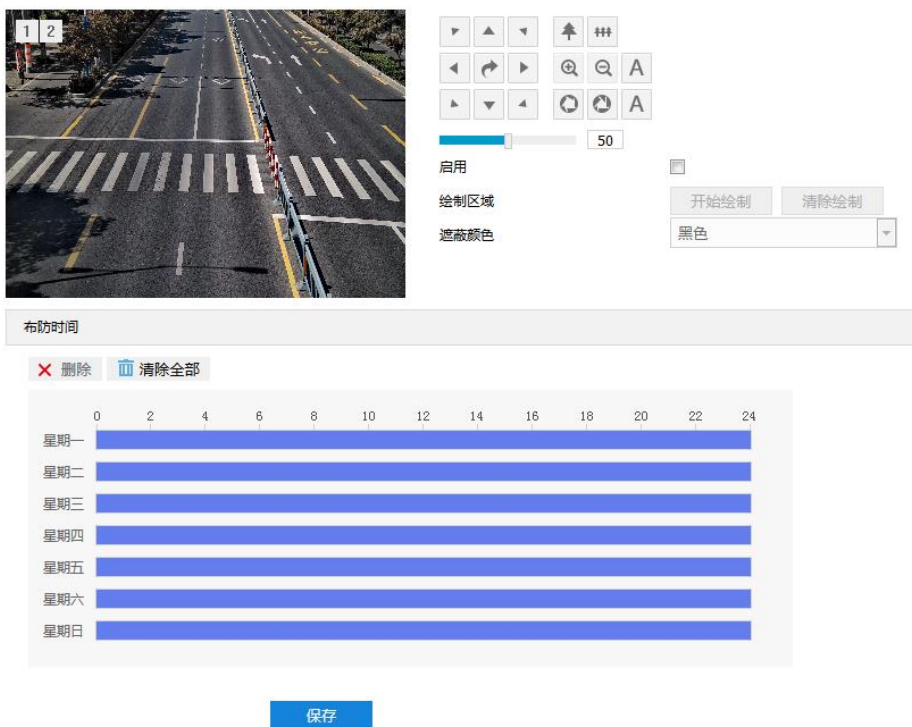 1 2
A
A
50
启用
绘制区域 开始绘制 清除绘制
遮蔽颜色 黑色
布防时间
删除 清除全部
0 2 4 6 8 10 12 14 16 18 20 22 24
星期一
星期二
星期三
星期四
星期五
星期六
星期日
保存